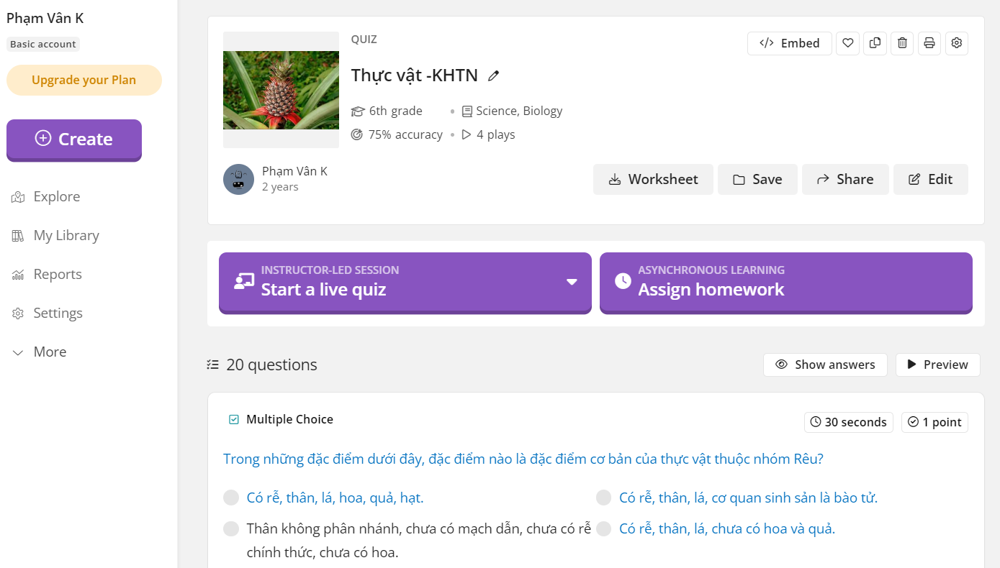 Phạm Vân K
Basic account
Upgrade your Plan
Create
Explore
My Library
Reports
Settings
More
QUIZ
Embed
Thực vật -KHTN
6th grade
Science, Biology
75% accuracy
4 plays
Phạm Vân K
2 years
Worksheet
Save
Share
Edit
INSTRUCTOR-LED SESSION
Start a live quiz
ASYNCHRONOUS LEARNING
Assign homework
20 questions
Show answers
Preview
Multiple Choice
30 seconds
1 point
Trong những đặc điểm dưới đây, đặc điểm nào là đặc điểm cơ bản của thực vật thuộc nhóm Rêu?
Có rễ, thân, lá, hoa, quả, hạt.
Có rễ, thân, lá, cơ quan sinh sản là bào tử.
Thân không phân nhánh, chưa có mạch dẫn, chưa có rễ
chính thức, chưa có hoa.
Có rễ, thân, lá, chưa có hoa và quả.